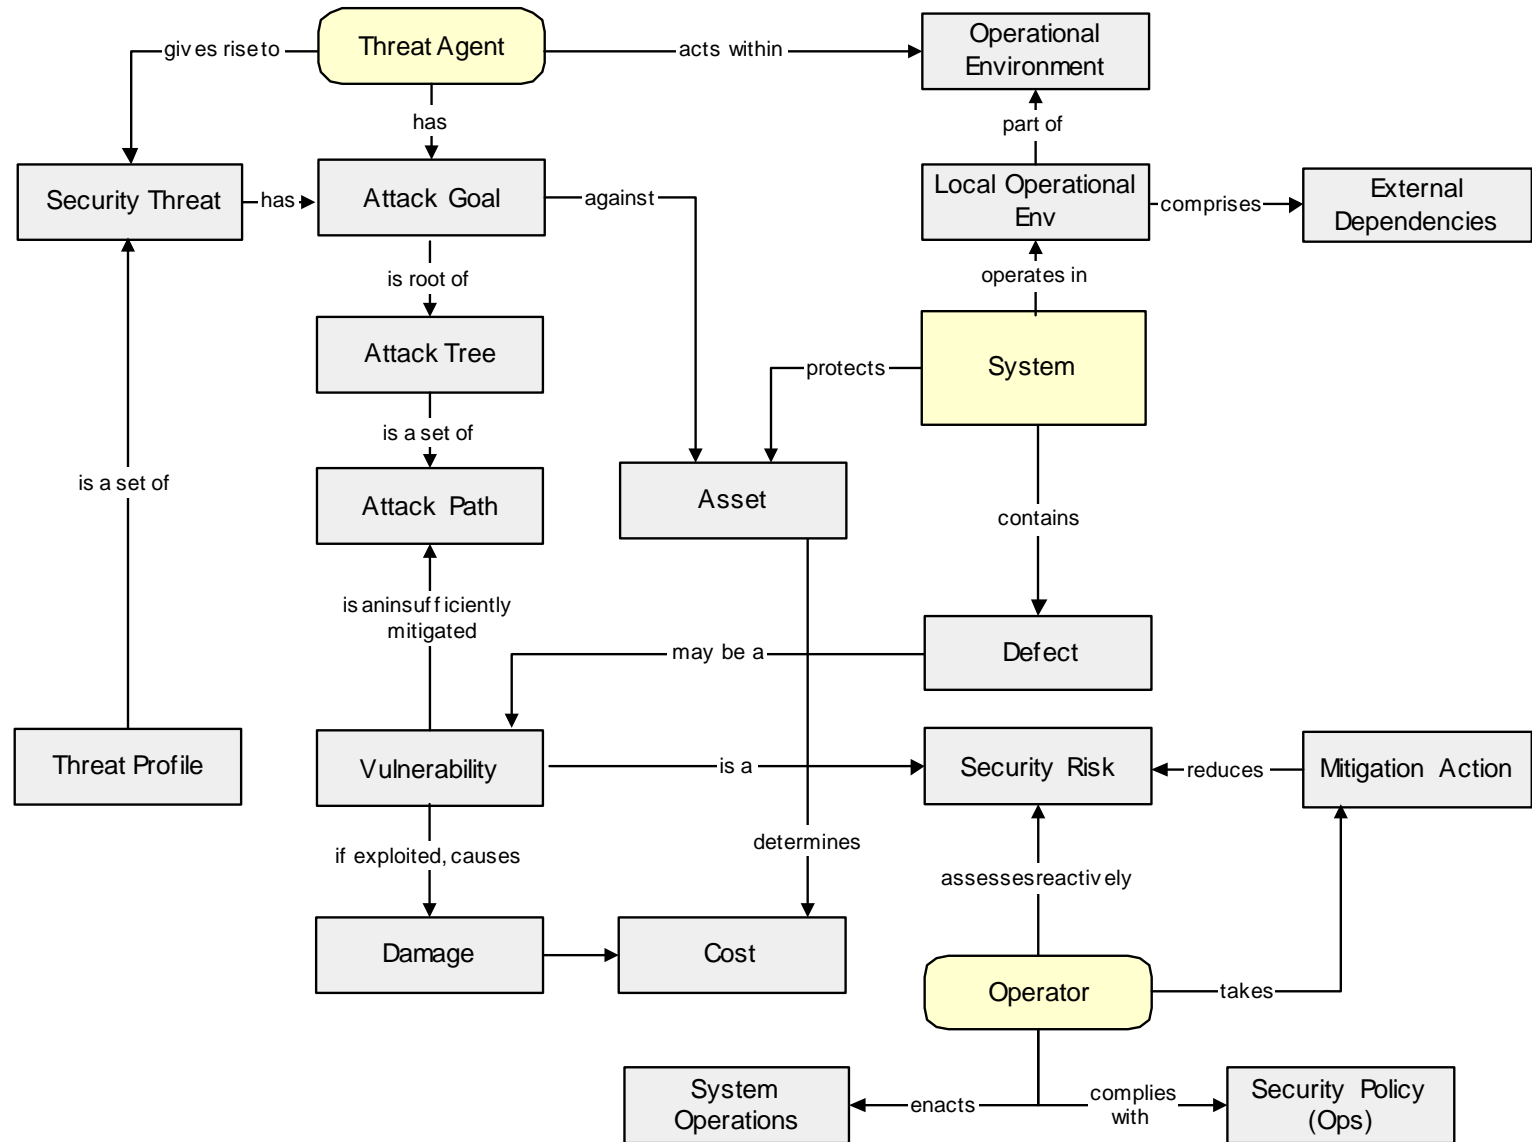 gives rise to
Threat Agent
acts within
Operational
Environment
has
part of
Security Threat
has
Attack Goal
against
Local Operational
Env
comprises
External
Dependencies
is root of
operates in
Attack Tree
protects
System
is a set of
is a set of
Attack Path
Asset
contains
is an insufficiently
mitigated
may be a
Defect
Threat Profile
Vulnerability
is a
Security Risk
reduces
Mitigation Action
if exploited, causes
determines
assesses reactively
Damage
Cost
Operator
takes
System
Operations
enacts
complies
with
Security Policy
(Ops)